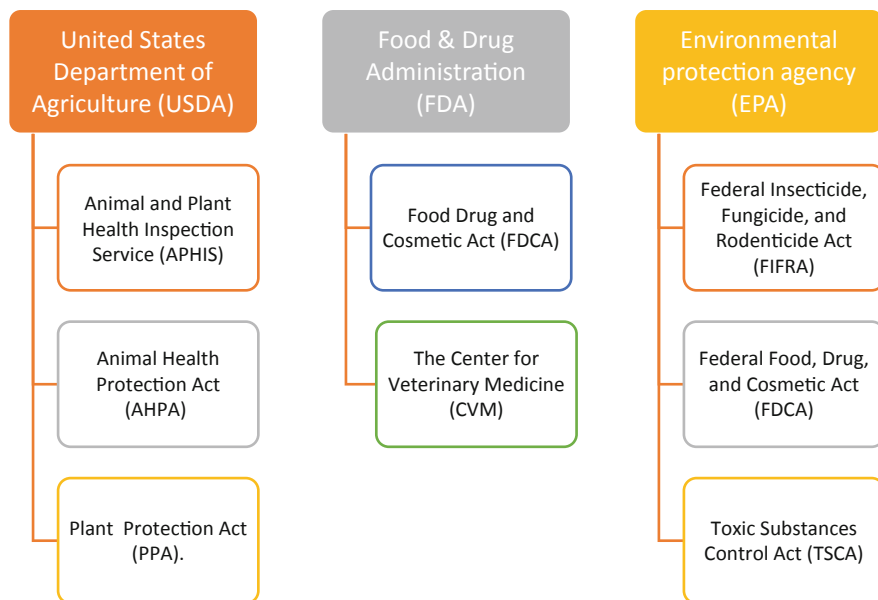 United States
Department of
Agriculture (USDA)
Animal and Plant
Health Inspection
Service (APHIS)
Animal Health
Protection Act
(AHPA)
Plant Protection Act
(PPA).
Food & Drug
Administration
(FDA)
Food Drug and
Cosmetic Act (FDCA)
The Center for
Veterinary Medicine
(CVM)
Environmental
protection agency
(EPA)
Federal Insecticide,
Fungicide, and
Rodenticide Act
(FIFRA)
Federal Food, Drug,
and Cosmetic Act
(FDCA)
Toxic Substances
Control Act (TSCA)